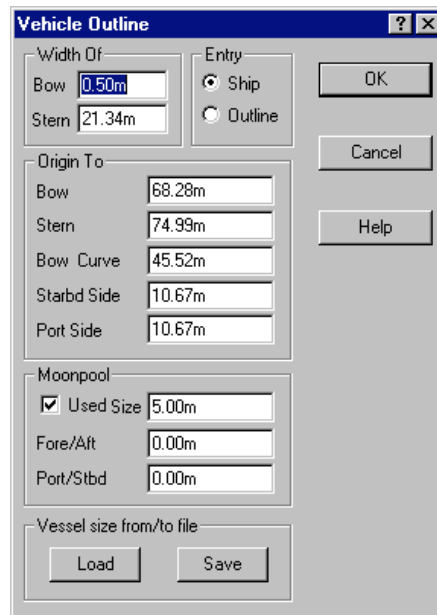 Vehicle Outline ? ×
Width Of
Bow 0.50m
Stern 21.34m
Entry
Ship
Outline
OK
Cancel
Help
Origin To
Bow 68.28m
Stern 74.99m
Bow Curve 45.52m
Starbd Side 10.67m
Port Side 10.67m
Moonpool
Used Size 5.00m
Fore/Aft 0.00m
Port/Stbd 0.00m
Vessel size from/to file
Load Save